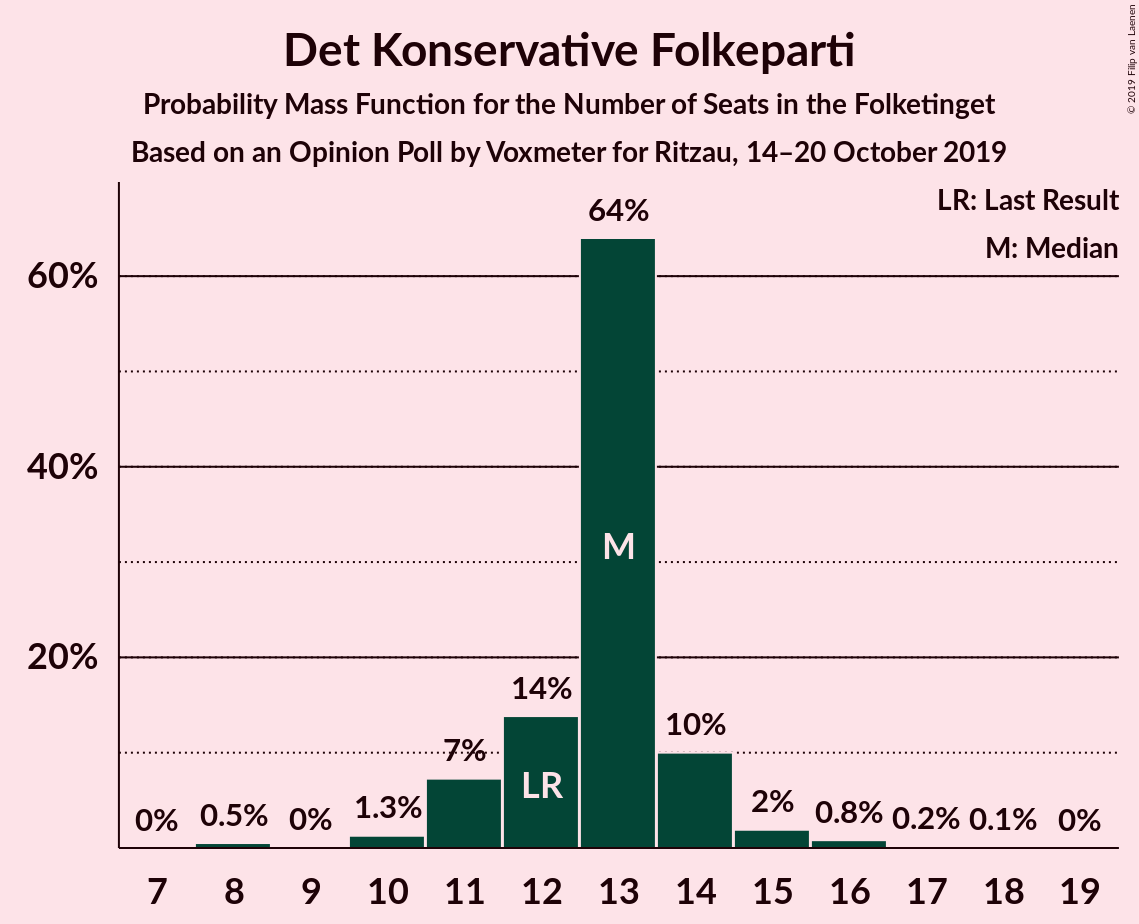 Det Konservative Folkeparti
Probability Mass Function for the Number of Seats in the Folketinget
Based on an Opinion Poll by Voxmeter for Ritzau, 14–20 October 2019
© 2019 Filip van Laenen
LR: Last Result
M: Median
64%
60%
40%
M
20%
14%
10%
7%
LR
2%
1.3%
0.8%
0.5%
0%
0%
0.2%
0.1%
0%
7 8 9 10 11 12 13 14 15 16 17 18 19